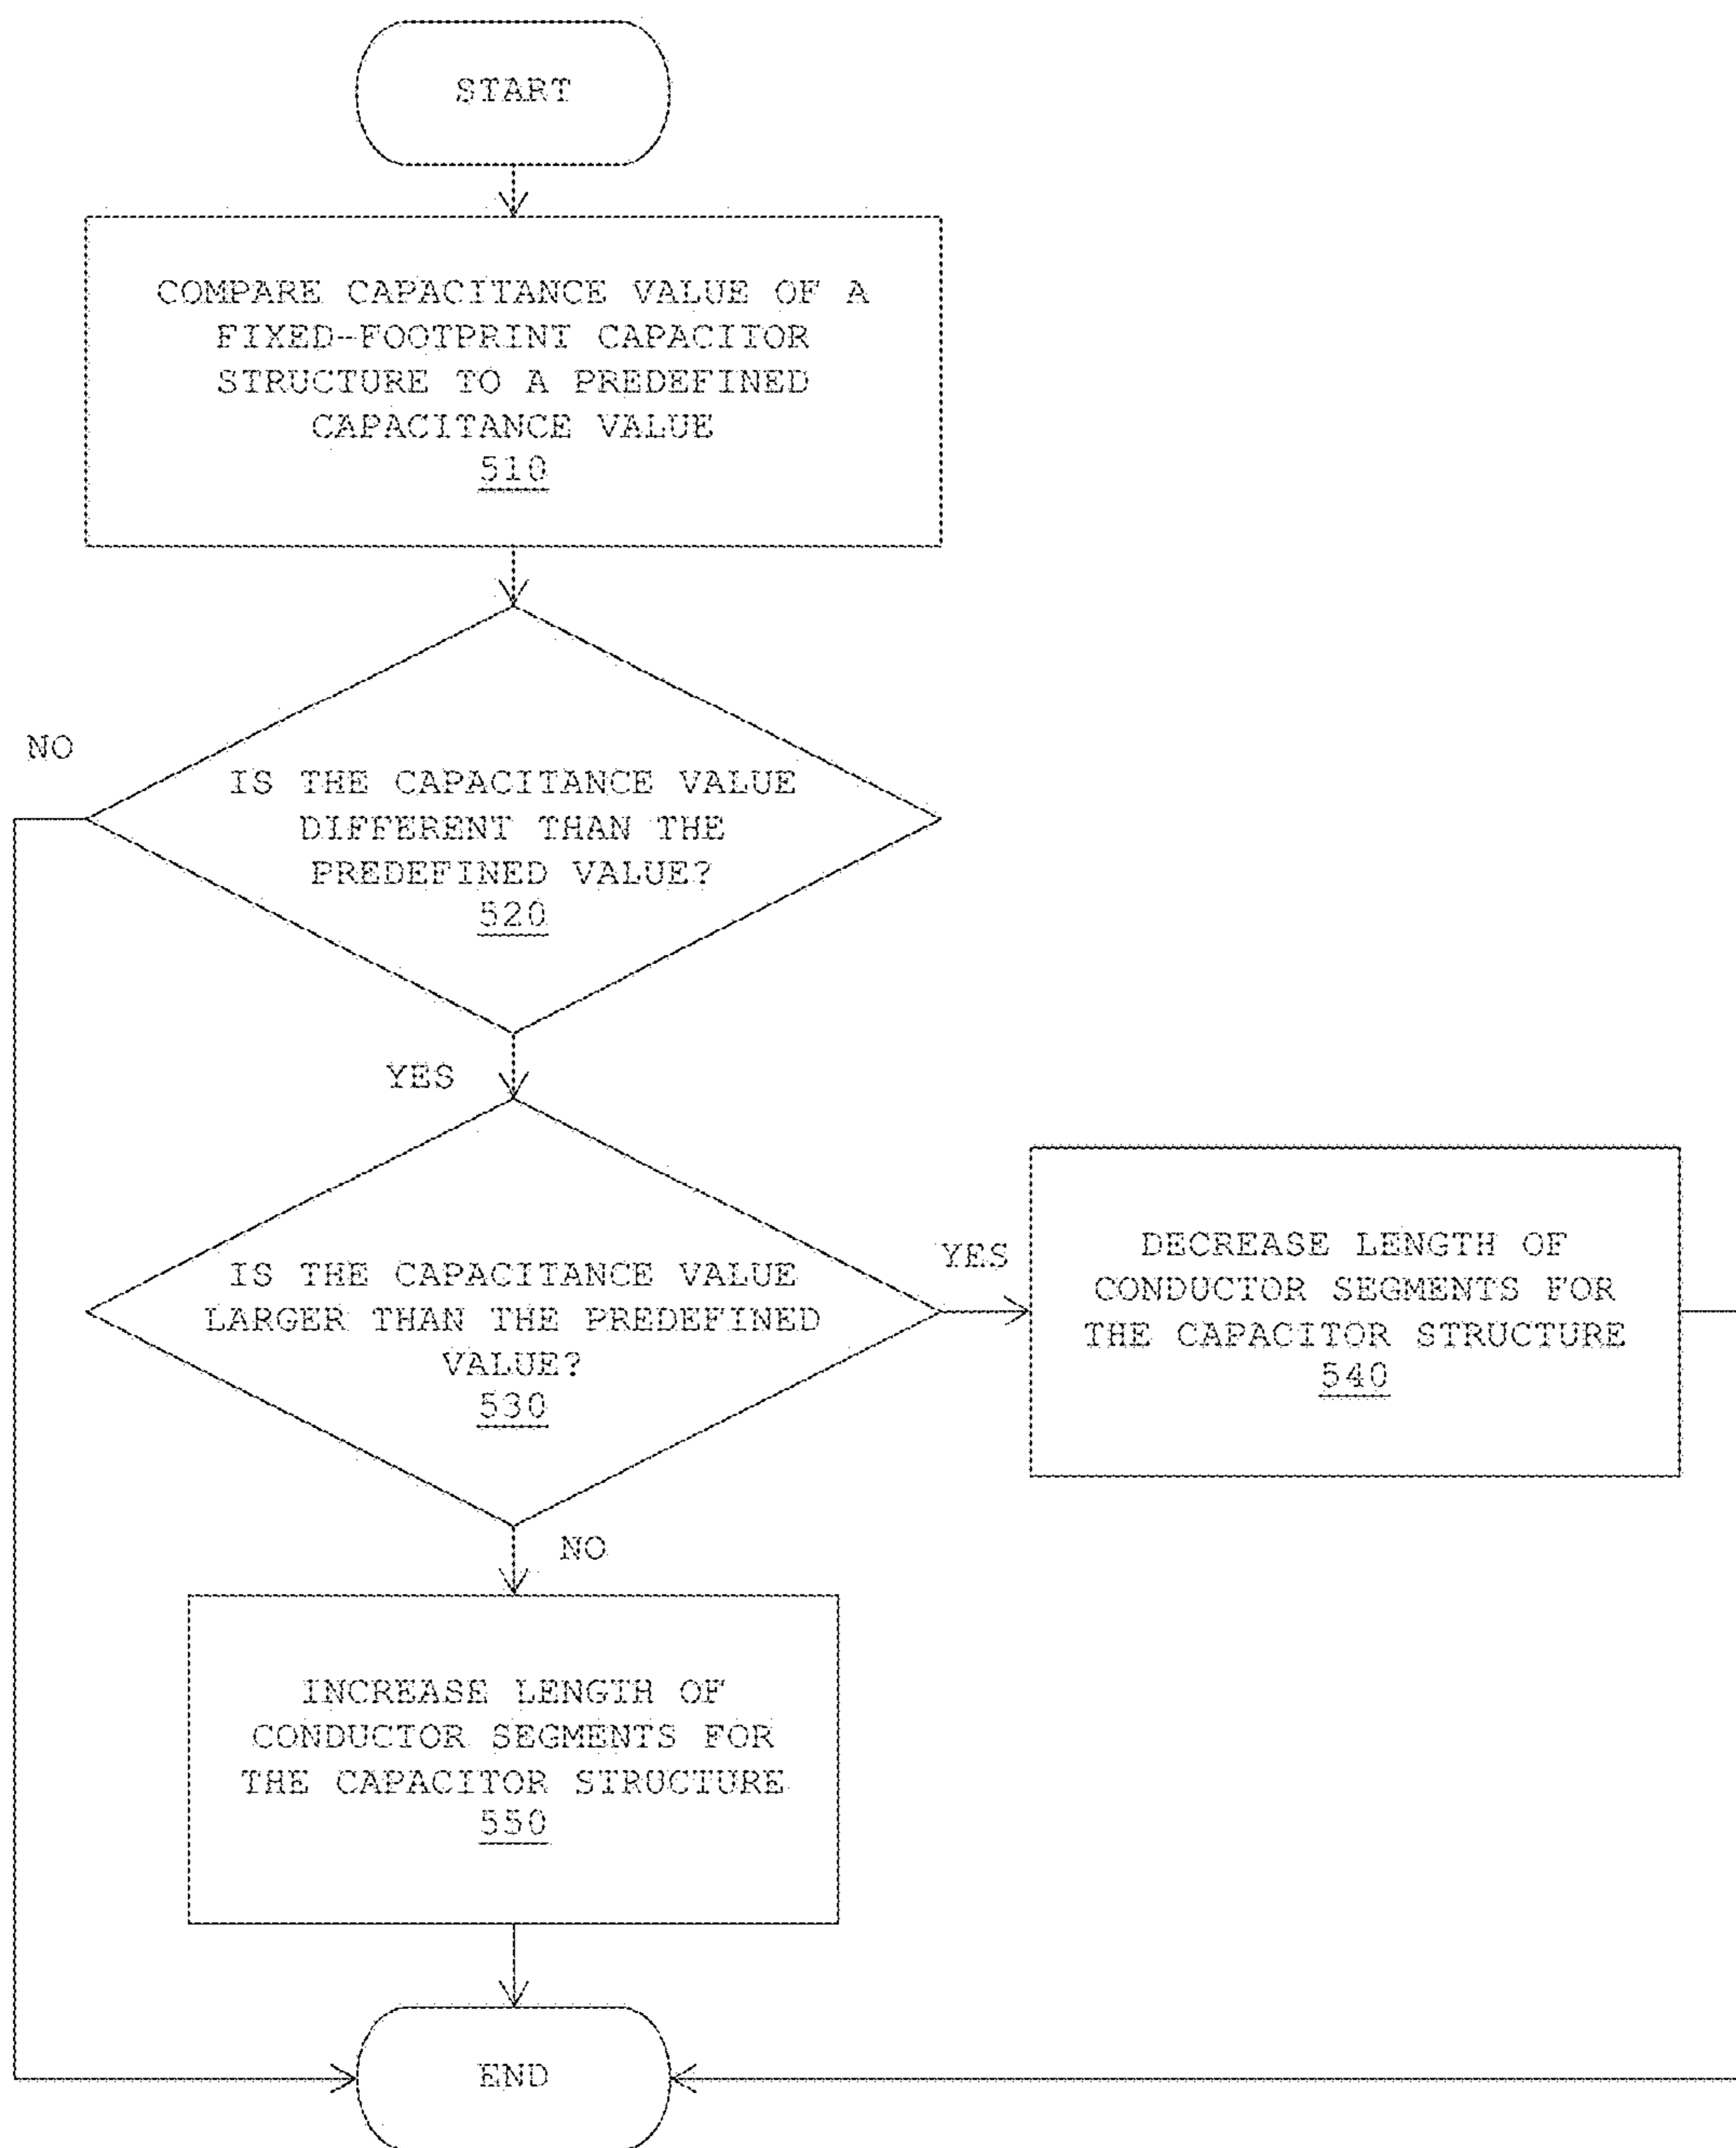 START
COMPARE CAPACITANCE VALUE OF A
FIXED-FOOTPRINT CAPACITOR
STRUCTURE TO A PREDEFINED
CAPACITANCE VALUE
510
NO
IS THE CAPACITANCE VALUE
DIFFERENT THAN THE
PREDEFINED VALUE?
520
YES
IS THE CAPACITANCE VALUE
LARGER THAN THE PREDEFINED
VALUE?
530
YES
DECREASE LENGTH OF
CONDUCTOR SEGMENTS FOR
THE CAPACITOR STRUCTURE
540
NO
INCREASE LENGTH OF
CONDUCTOR SEGMENTS FOR
THE CAPACITOR STRUCTURE
550
END